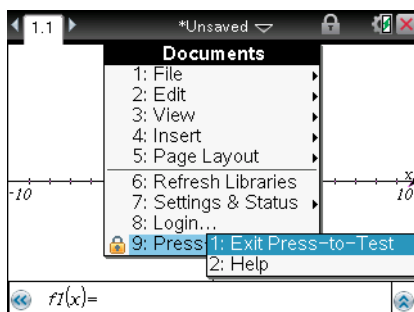 1.1 *Unsaved
Documents
1: File
2: Edit
3: View
4: Insert
5: Page Layout
6: Refresh Libraries
7: Settings & Status
8: Login...
9: Press-
1: Exit Press-to-Test
2: Help
-10 x
10
f1(x)=